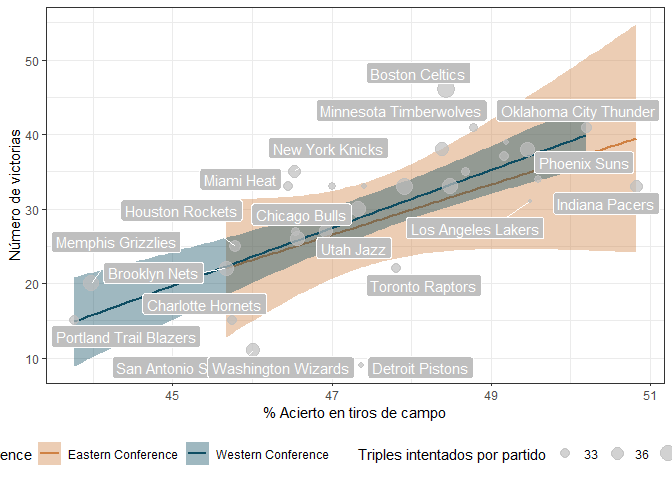 50
40
30
20
10
Número de victorias
Boston Celtics
Minnesota Timberwolves
Oklahoma City Thunder
New York Knicks
Phoenix Suns
Miami Heat
Indiana Pacers
Houston Rockets
Chicago Bulls
Los Angeles Lakers
Memphis Grizzlies
Utah Jazz
Brooklyn Nets
Toronto Raptors
Charlotte Hornets
Portland Trail Blazers
San Antonio S
Washington Wizards
Detroit Pistons
45 47 49 51
% Acierto en tiros de campo
ence Eastern Conference Western Conference Triples intentados por partido 33 36